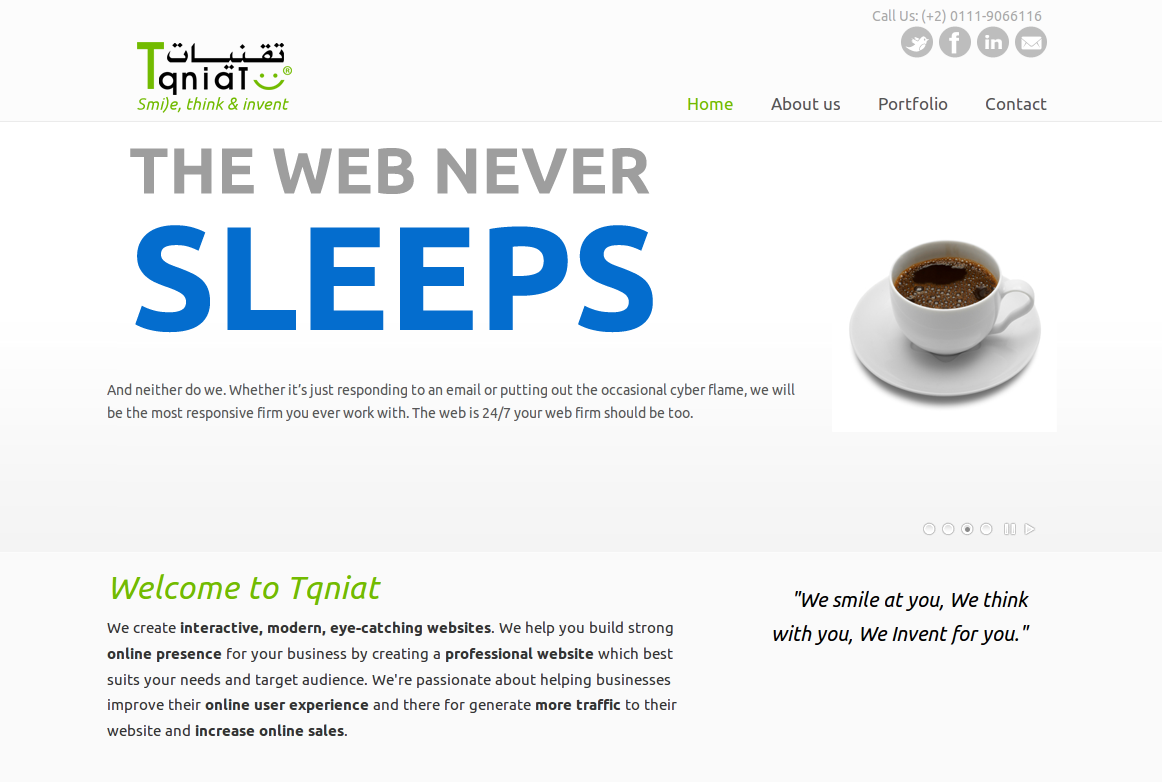 Call Us: (+2) 0111-9066116
تقنيات
Tqniat ®
Smi)e, think & invent
Home About us Portfolio Contact
THE WEB NEVER
SLEEPS
And neither do we. Whether it’s just responding to an email or putting out the occasional cyber flame, we will
be the most responsive firm you ever work with. The web is 24/7 your web firm should be too.
Welcome to Tqniat
We create interactive, modern, eye-catching websites. We help you build strong
online presence for your business by creating a professional website which best
suits your needs and target audience. We're passionate about helping businesses
improve their online user experience and there for generate more traffic to their
website and increase online sales.
"We smile at you, We think
with you, We Invent for you."